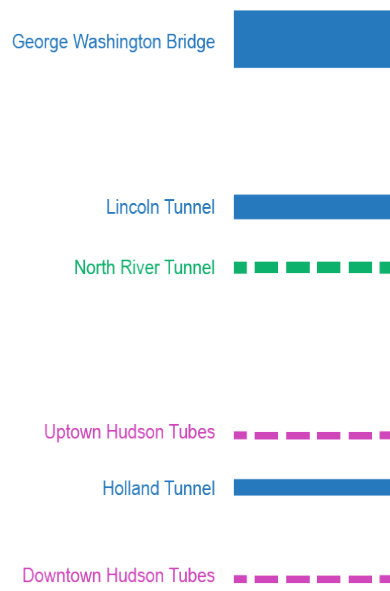 George Washington Bridge
Lincoln Tunnel
North River Tunnel
Uptown Hudson Tubes
Holland Tunnel
Downtown Hudson Tubes